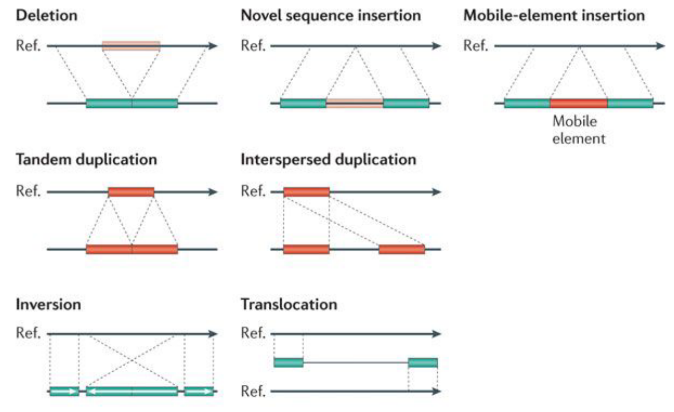 Deletion
Ref.
Novel sequence insertion
Ref.
Mobile-element insertion
Ref.
Mobile
element
Tandem duplication
Ref.
Interspersed duplication
Ref.
Inversion
Ref.
Translocation
Ref.
Ref.